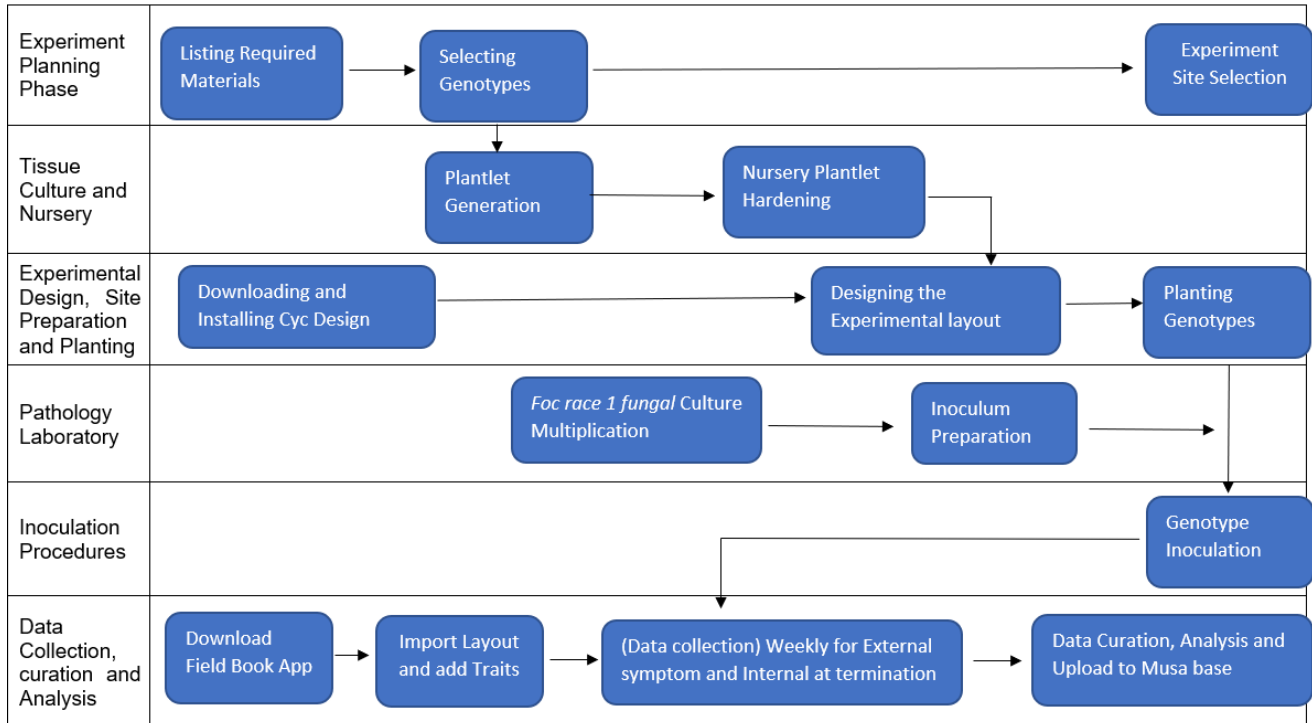 Experiment
Planning
Phase
Listing Required
Materials
Selecting
Genotypes
Experiment
Site Selection
Tissue
Culture and
Nursery
Plantlet
Generation
Nursery Plantlet
Hardening
Experimental
Design, Site
Preparation
and Planting
Downloading and
Installing Cyc Design
Designing the
Experimental layout
Planting
Genotypes
Pathology
Laboratory
Foc race 1 fungal Culture
Multiplication
Inoculum
Preparation
Inoculation
Procedures
Genotype
Inoculation
Data
Collection,
curation and
Analysis
Download
Field Book App
Import Layout
and add Traits
(Data collection) Weekly for External
symptom and Internal at termination
Data Curation, Analysis and
Upload to Musa base